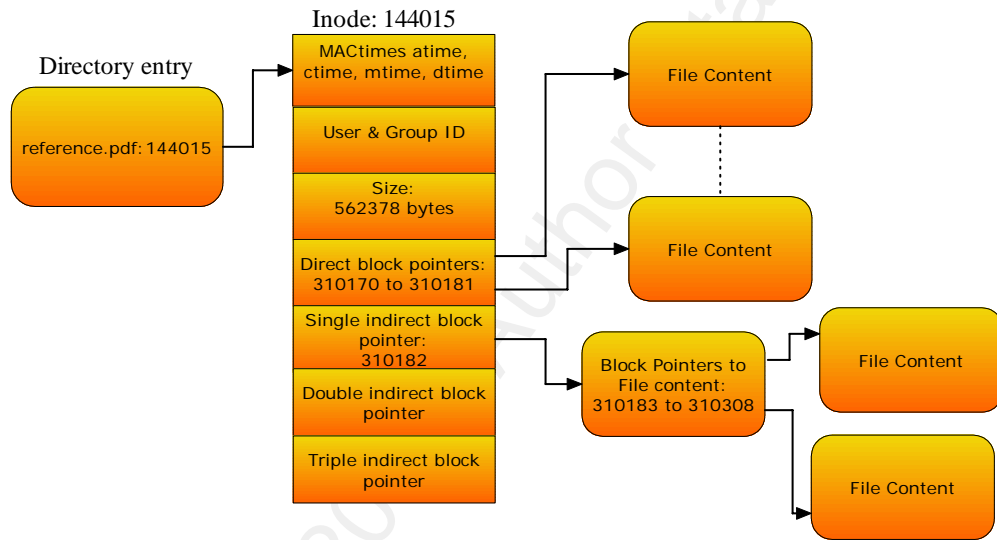 Inode: 144015
Directory entry
reference.pdf:144015
MACtimes atime,
ctime, mtime, dtime
User & Group ID
Size:
562378 bytes
Direct block pointers:
310170 to 310181
Single indirect block
pointer:
310182
Double indirect block
pointer
Triple indirect block
pointer
File Content
File Content
Block Pointers to
File content:
310183 to 310308
File Content
File Content
Author